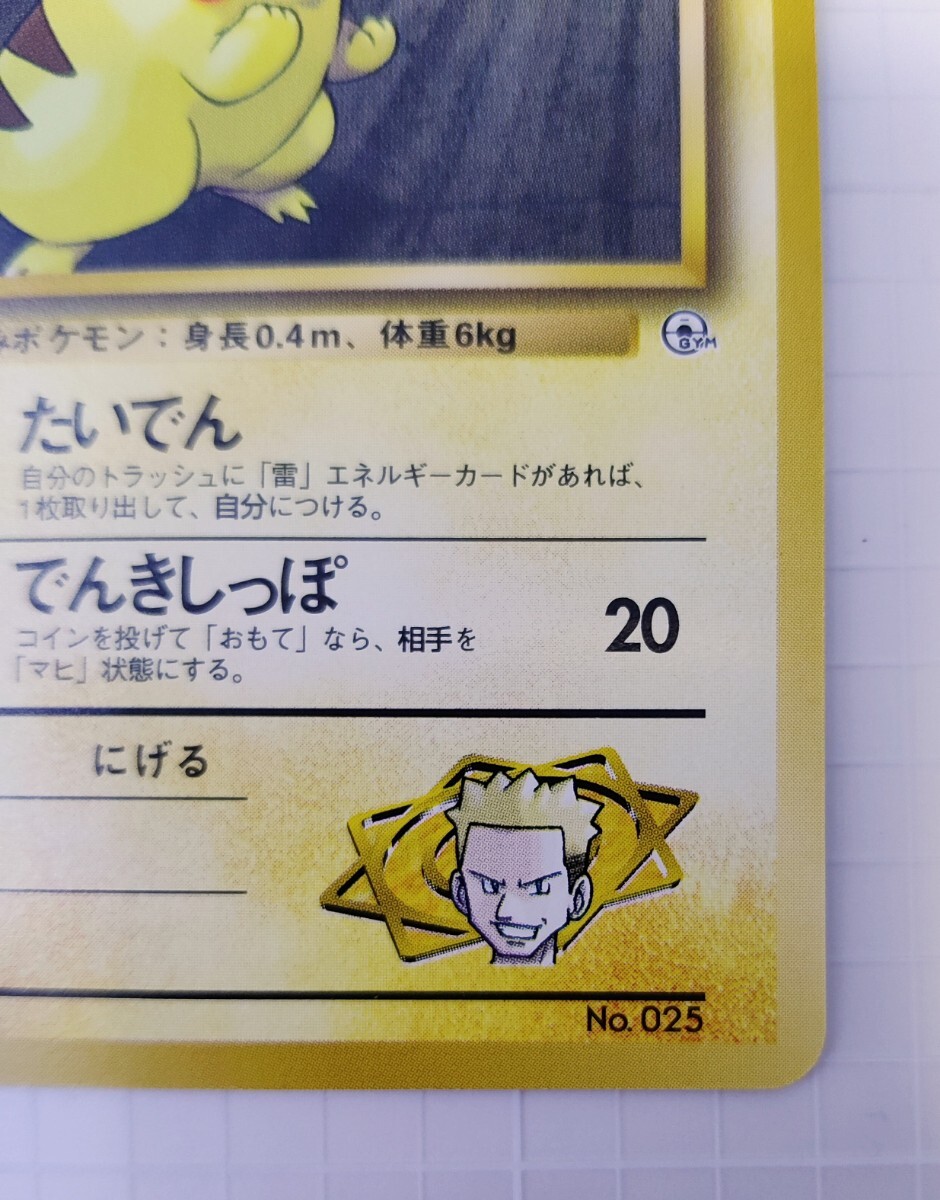 ポケモン：身長0.4m、体重6kg
GYM
たいでん
自分のトラッシュに「雷」エネルギーカードがあれば、
1枚取り出して、自分につける。
でんきしっぽ
20
コインを投げて「おもて」なら、相手を
「マヒ」状態にする。
にげる
No. 025